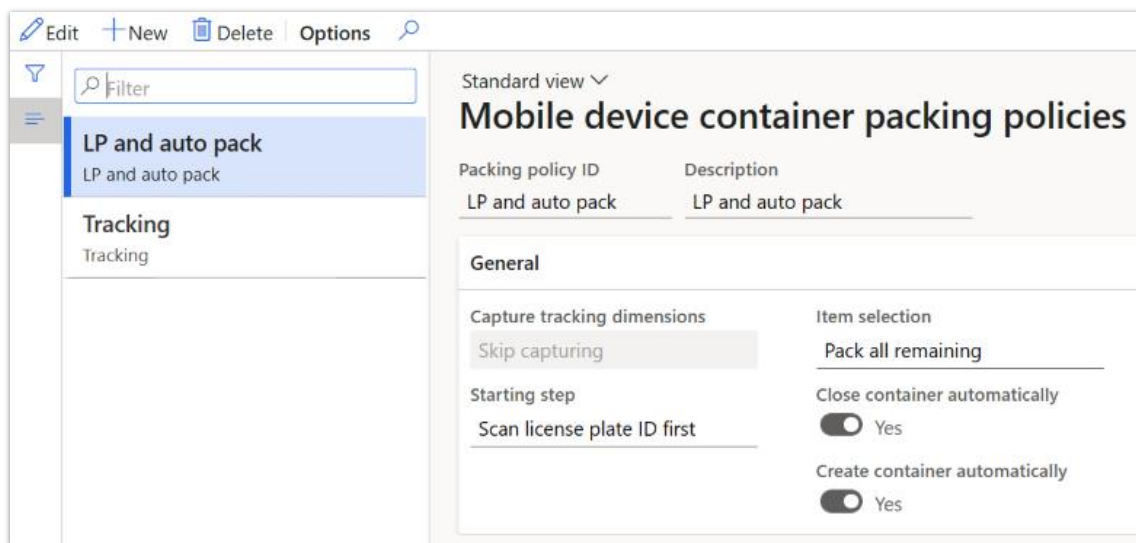 Edit New Delete Options
Filter
LP and auto pack
LP and auto pack
Tracking
Tracking
Standard view
Mobile device container packing policies
Packing policy ID Description
LP and auto pack LP and auto pack
General
Capture tracking dimensions Item selection
Skip capturing Pack all remaining
Starting step Close container automatically
Scan license plate ID first Yes
Create container automatically
Yes